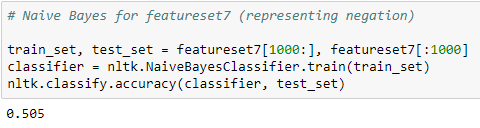 # Naive Bayes for featureset7 (representing negation)
train_set, test_set = featureset7[1000:], featureset7[:1000]
classifier = nltk.NaiveBayesClassifier.train(train_set)
nltk.classify.accuracy(classifier, test_set)
0.505